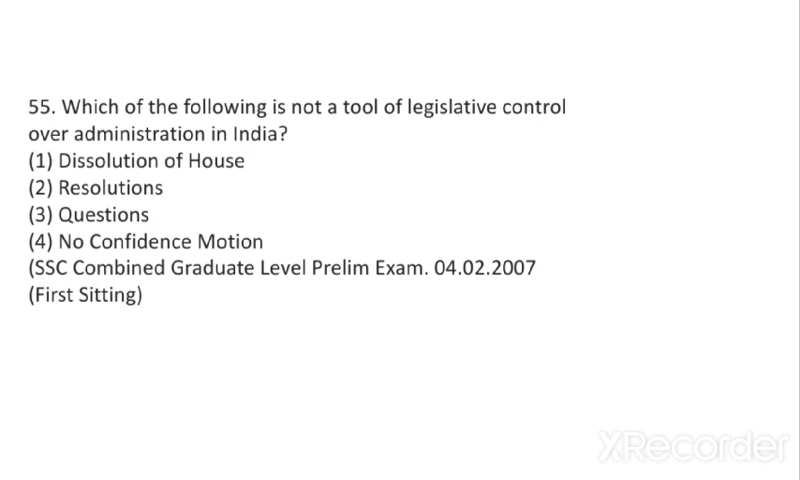 55. Which of the following is not a tool of legislative control
over administration in India?
(1) Dissolution of House
(2) Resolutions
(3) Questions
(4) No Confidence Motion
(SSC Combined Graduate Level Prelim Exam. 04.02.2007
(First Sitting)
XRecorder